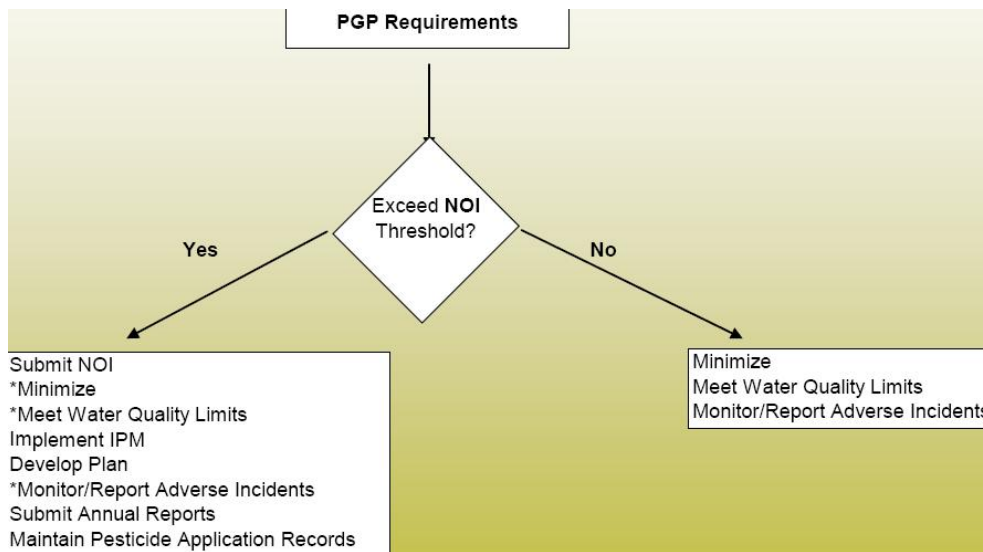 PGP Requirements
Exceed NOI
Threshold?
Yes
No
Submit NOI
*Minimize
*Meet Water Quality Limits
Implement IPM
Develop Plan
*Monitor/Report Adverse Incidents
Submit Annual Reports
Maintain Pesticide Application Records
Minimize
Meet Water Quality Limits
Monitor/Report Adverse Incidents